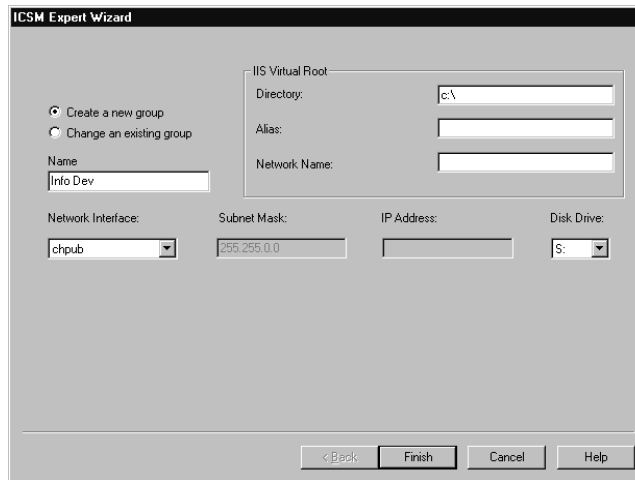 ICSM Expert Wizard
IIS Virtual Root
Directory:
c:\
Create a new group
Alias:
Change an existing group
Network Name:
Name
Info Dev
Network Interface:
Subnet Mask:
IP Address:
Disk Drive:
chpub
255.255.0.0
S:
< Back
Finish
Cancel
Help